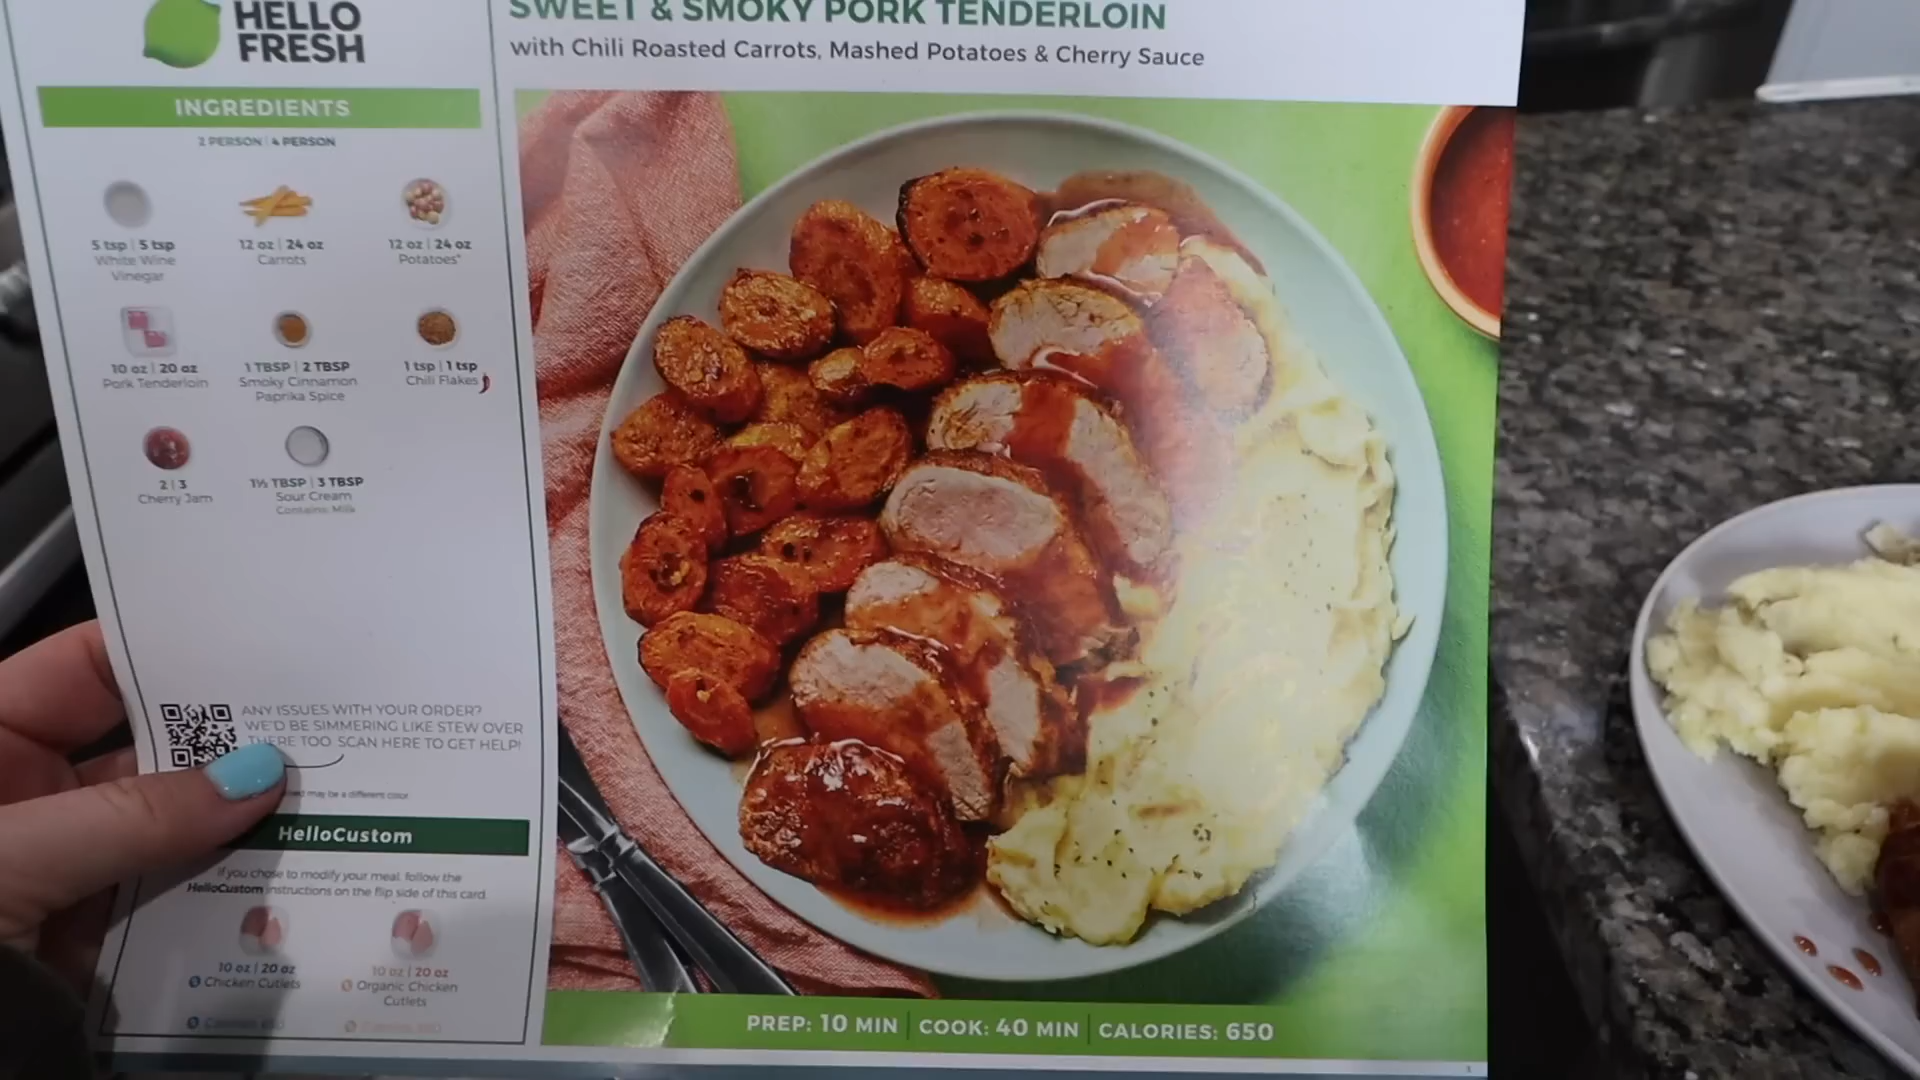 HELLO
FRESH
SWEET & SMOKY PORK TENDERLOIN
with Chili Roasted Carrots, Mashed Potatoes & Cherry Sauce
INGREDIENTS
2 PERSON | 4 PERSON
5 tsp | 5 tsp
White Wine
Vinegar
12 oz | 24 oz
Carrots
12 oz | 24 oz
Potatoes*
10 oz | 20 oz
Pork Tenderloin
1 TBSP | 2 TBSP
Smoky Cinnamon
Paprika Spice
1 tsp | 1 tsp
Chili Flakes
2 | 3
Cherry Jam
1½ TBSP | 3 TBSP
Sour Cream
Contains: Milk
ANY ISSUES WITH YOUR ORDER?
WE'D BE SIMMERING LIKE STEW OVER
THERE TOO SCAN HERE TO GET HELP!
may be a different color
HelloCustom
If you chose to modify your meal, follow the
HelloCustom instructions on the flip side of this card
10 oz | 20 oz
Chicken Cutlets
10 oz | 20 oz
Organic Chicken
Cutlets
PREP: 10 MIN | COOK: 40 MIN | CALORIES: 650